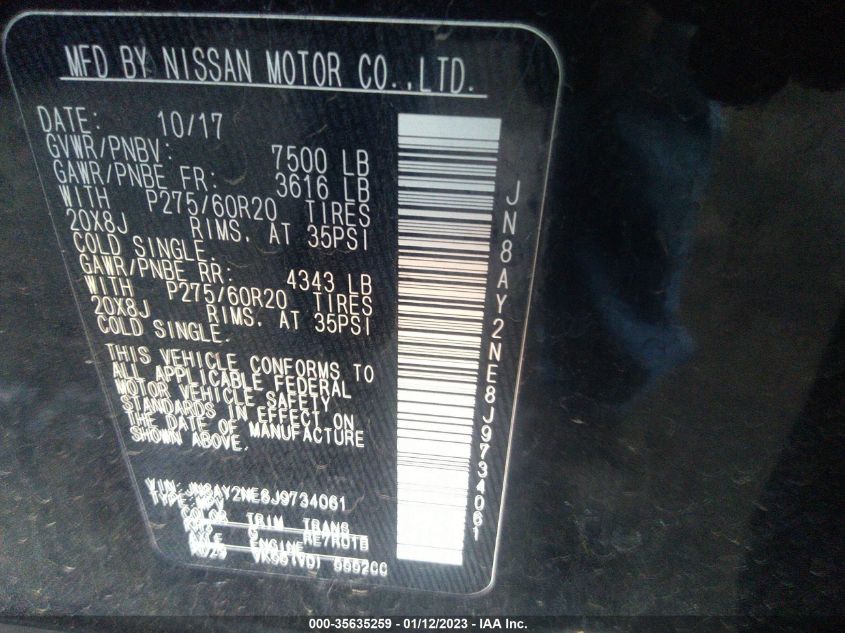 MFD BY NISSAN MOTOR CO.,LTD.
DATE: 10/17
GVWR/PNBV: 7500 LB
GAWR/PNBE FR: 3616 LB
WITH P275/60R20 TIRES
20X8J RIMS, AT 35PSI
COLD SINGLE.
GAWR/PNBE RR: 4343 LB
WITH P275/60R20 TIRES
20X8J RIMS, AT 35PSI
COLD SINGLE.
THIS VEHICLE CONFORMS TO
ALL APPLICABLE FEDERAL
MOTOR VEHICLE SAFETY
STANDARDS IN EFFECT ON
THE DATE OF MANUFACTURE
SHOWN ABOVE.
VIN: JN8AY2NE8J9734061
TYPE: MPV
COLOR TRIM TRANS
G RE7R01B
AXLE ENGINE
JN8AY2NE8J9734061
000-35635259 - 01/12/2023 - IAA Inc.